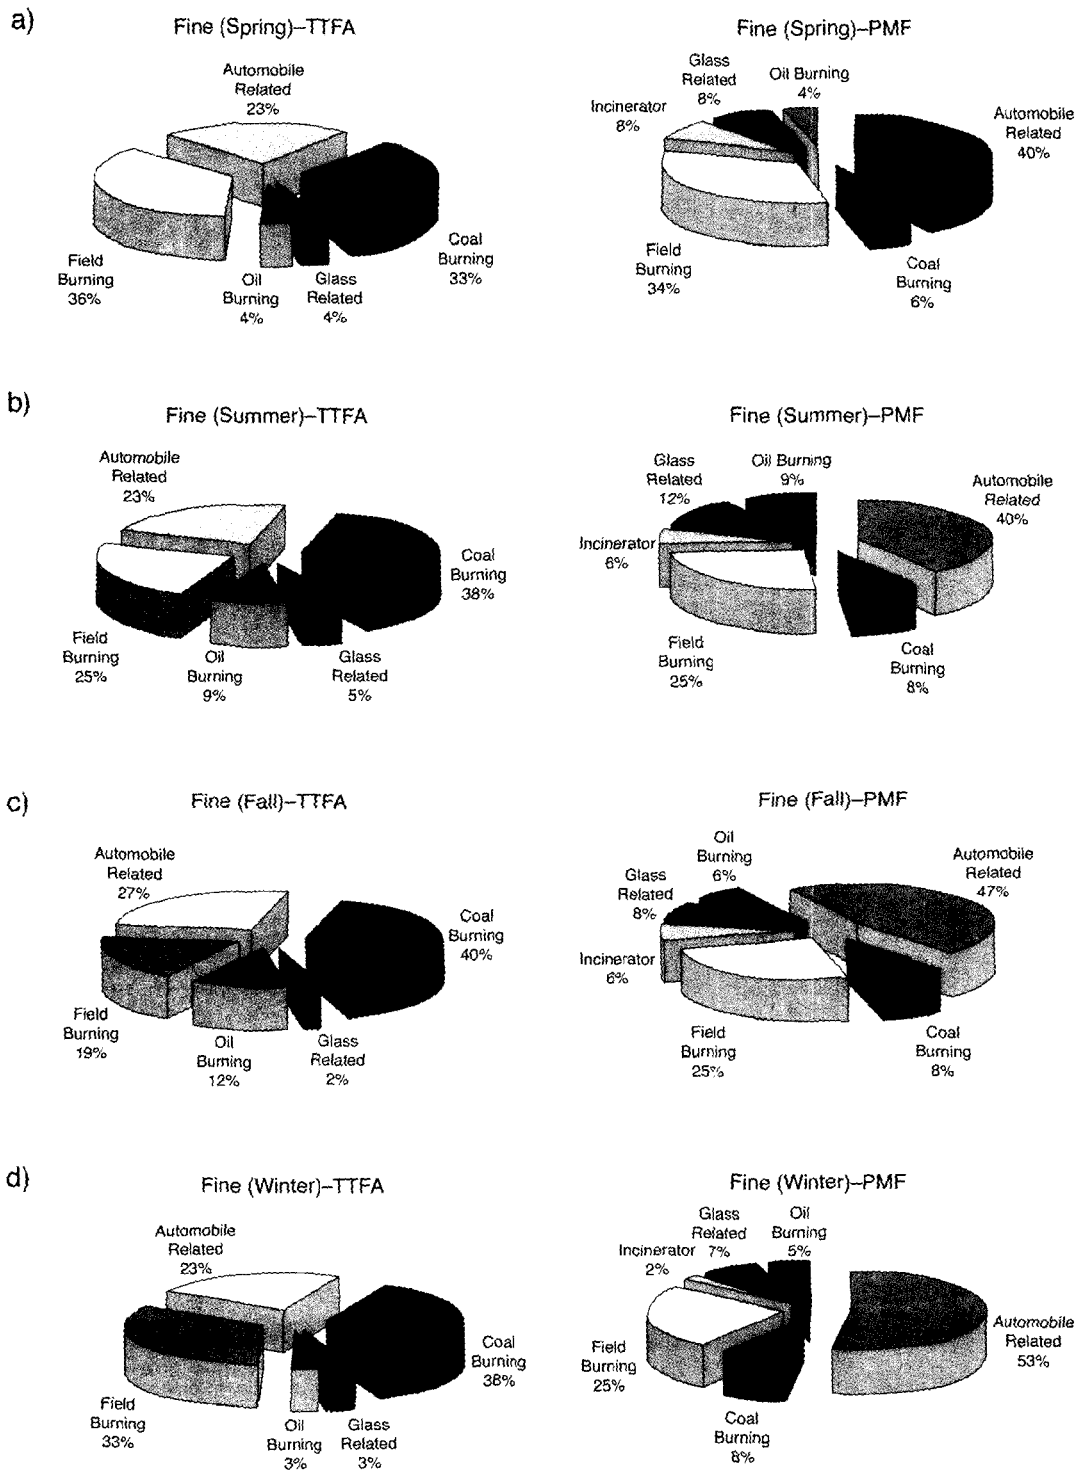 a)
Fine (Spring)–TTFA
Automobile
Related
23%
Coal
Burning
33%
Glass
Related
4%
Oil
Burning
4%
Field
Burning
36%
Fine (Spring)–PMF
Glass
Related
8%
Oil Burning
4%
Incinerator
8%
Automobile
Related
40%
Field
Burning
34%
Coal
Burning
6%
b)
Fine (Summer)–TTFA
Automobile
Related
23%
Coal
Burning
38%
Field
Burning
25%
Oil
Burning
9%
Glass
Related
5%
Fine (Summer)–PMF
Glass
Related
12%
Oil Burning
9%
Automobile
Related
40%
Incinerator
6%
Field
Burning
25%
Coal
Burning
8%
c)
Fine (Fall)–TTFA
Automobile
Related
27%
Coal
Burning
40%
Field
Burning
19%
Oil
Burning
12%
Glass
Related
2%
Fine (Fall)–PMF
Oil
Burning
6%
Glass
Related
8%
Automobile
Related
47%
Incinerator
6%
Field
Burning
25%
Coal
Burning
8%
d)
Fine (Winter)–TTFA
Automobile
Related
23%
Coal
Burning
38%
Field
Burning
33%
Oil
Burning
3%
Glass
Related
3%
Fine (Winter)–PMF
Glass
Related
7%
Oil
Burning
5%
Incinerator
2%
Automobile
Related
53%
Field
Burning
25%
Coal
Burning
8%